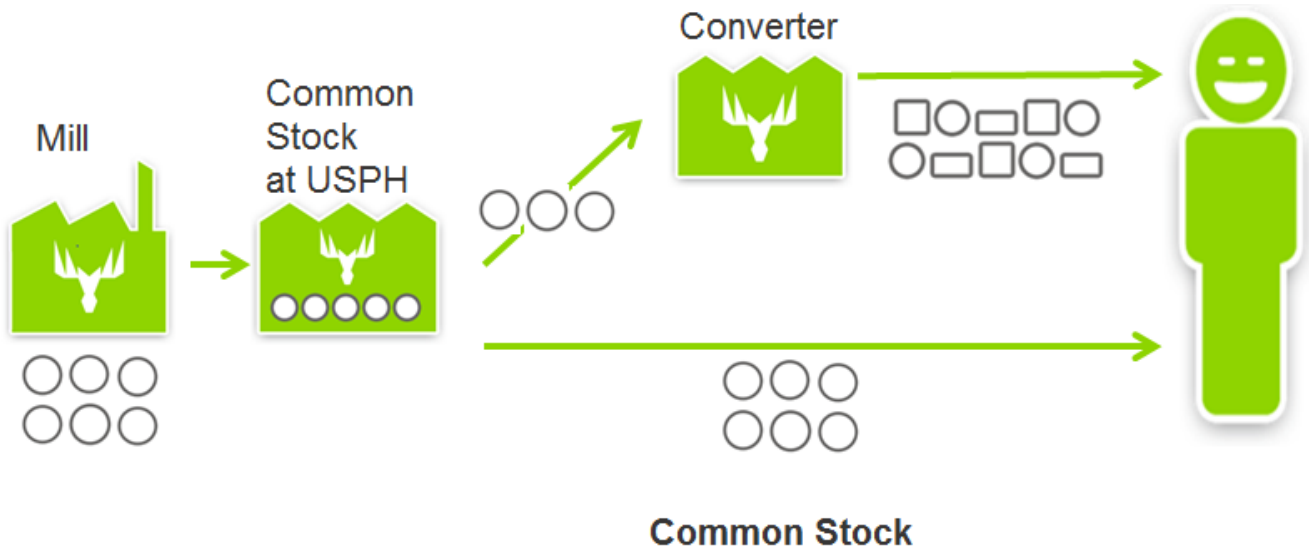 Converter
Common
Stock
at USPH
Mill
Common Stock